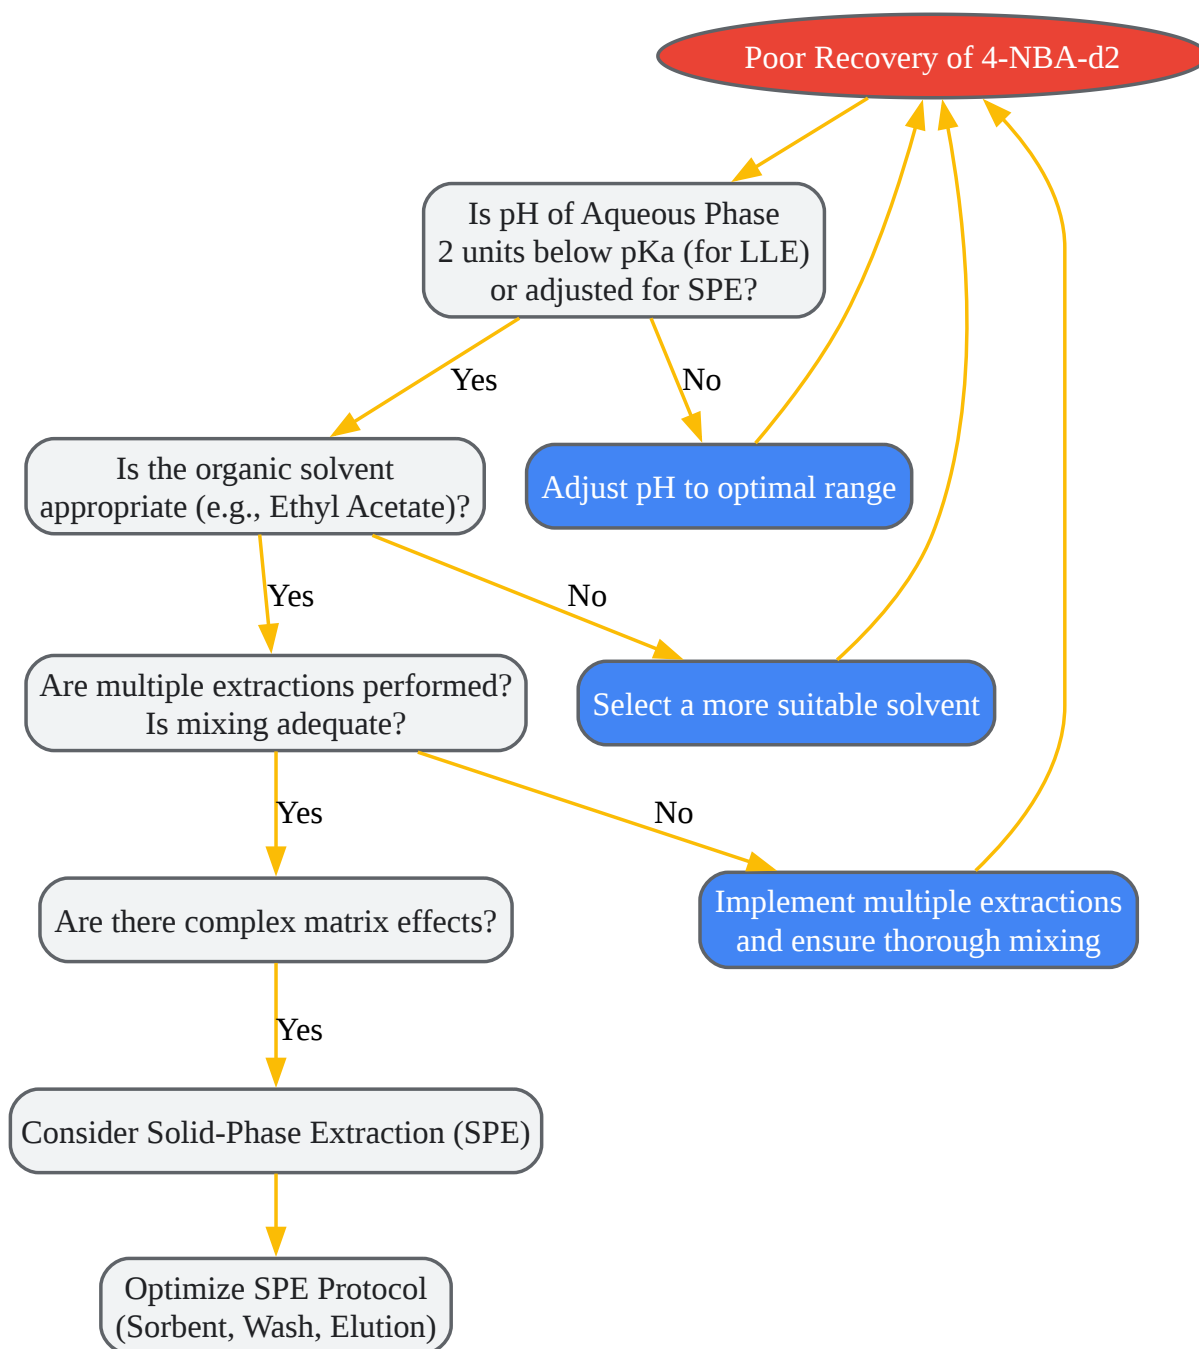 Poor Recovery of 4-NBA-d2
Is pH of Aqueous Phase
2 units below pKa (for LLE)
or adjusted for SPE?
Yes
No
Is the organic solvent
appropriate (e.g., Ethyl Acetate)?
Adjust pH to optimal range
Yes
No
Are multiple extractions performed?
Is mixing adequate?
Select a more suitable solvent
Yes
No
Are there complex matrix effects?
Implement multiple extractions
and ensure thorough mixing
Yes
Consider Solid-Phase Extraction (SPE)
Optimize SPE Protocol
(Sorbent, Wash, Elution)